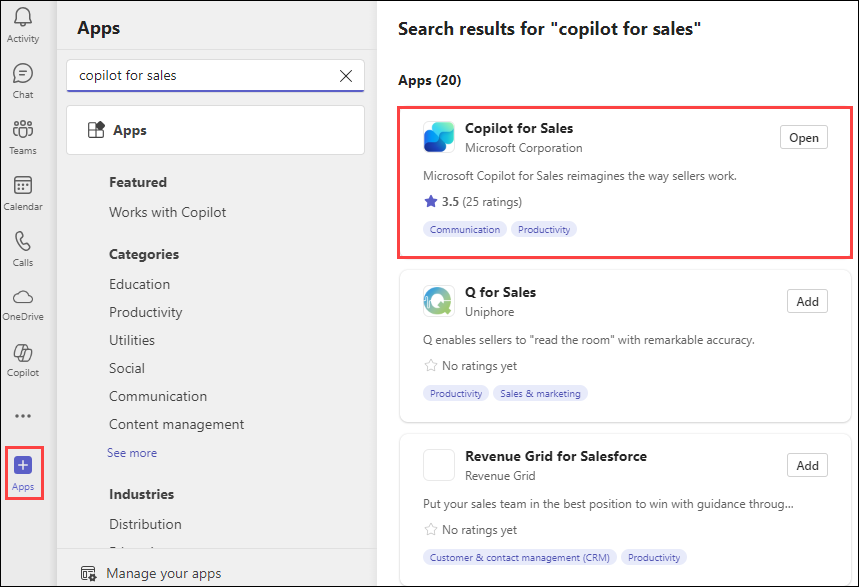 Activity
Chat
Teams
Calendar
Calls
OneDrive
Copilot
Apps
Apps
copilot for sales
Apps
Featured
Works with Copilot
Categories
Education
Productivity
Utilities
Social
Communication
Content management
See more
Industries
Distribution
Manage your apps
Search results for "copilot for sales"
Apps (20)
Copilot for Sales
Microsoft Corporation
Open
Microsoft Copilot for Sales reimagines the way sellers work.
3.5 (25 ratings)
Communication Productivity
Q for Sales
Uniphore
Add
Q enables sellers to "read the room" with remarkable accuracy.
No ratings yet
Productivity Sales & marketing
Revenue Grid for Salesforce
Revenue Grid
Add
Put your sales team in the best position to win with guidance throug...
No ratings yet
Customer & contact management (CRM) Productivity